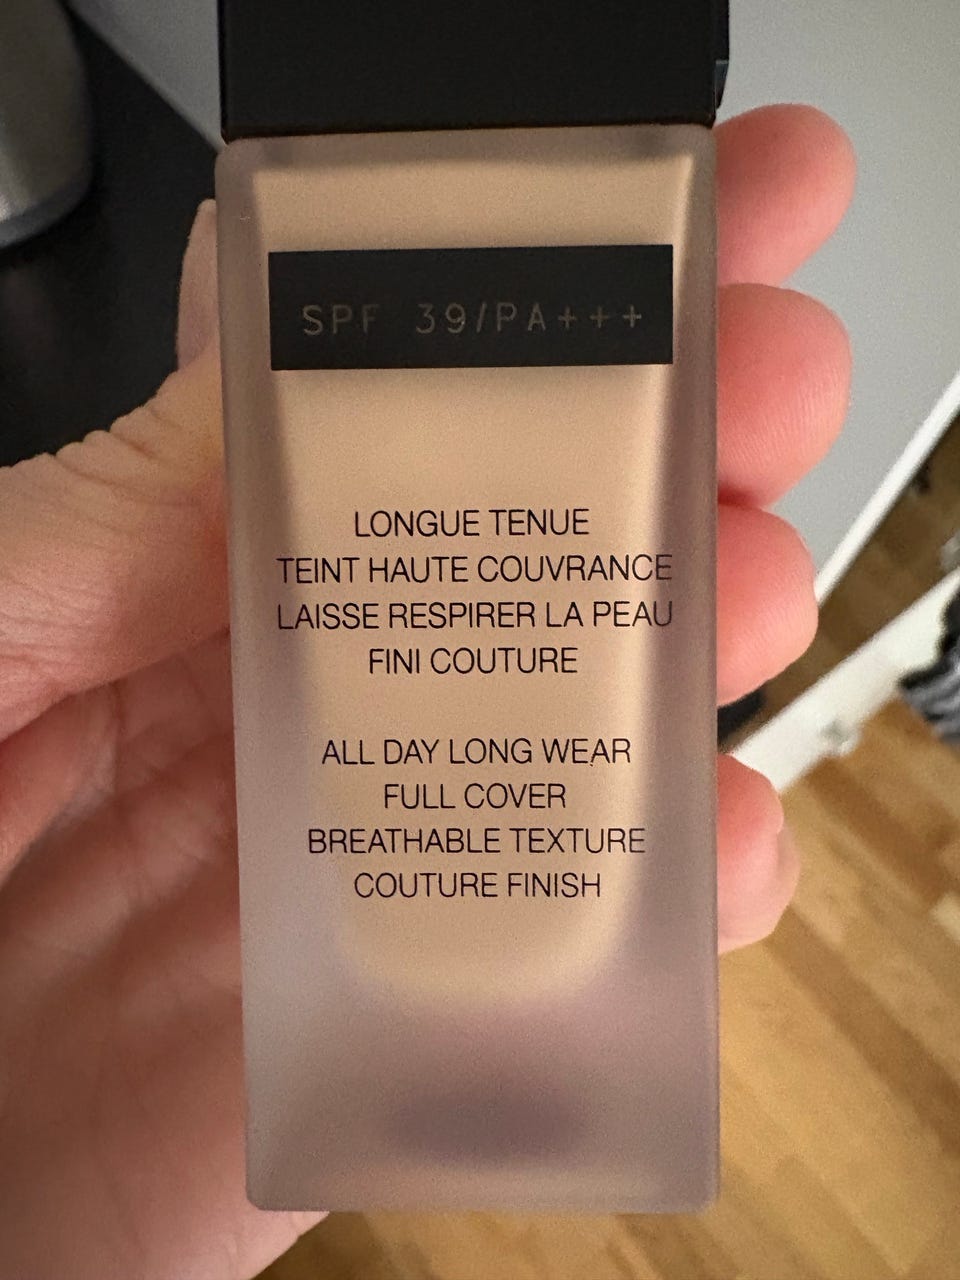 SPF 39/PA+++
LONGUE TENUE
TEINT HAUTE COUVRANCE
LAISSE RESPIRER LA PEAU
FINI COUTURE
ALL DAY LONG WEAR
FULL COVER
BREATHABLE TEXTURE
COUTURE FINISH